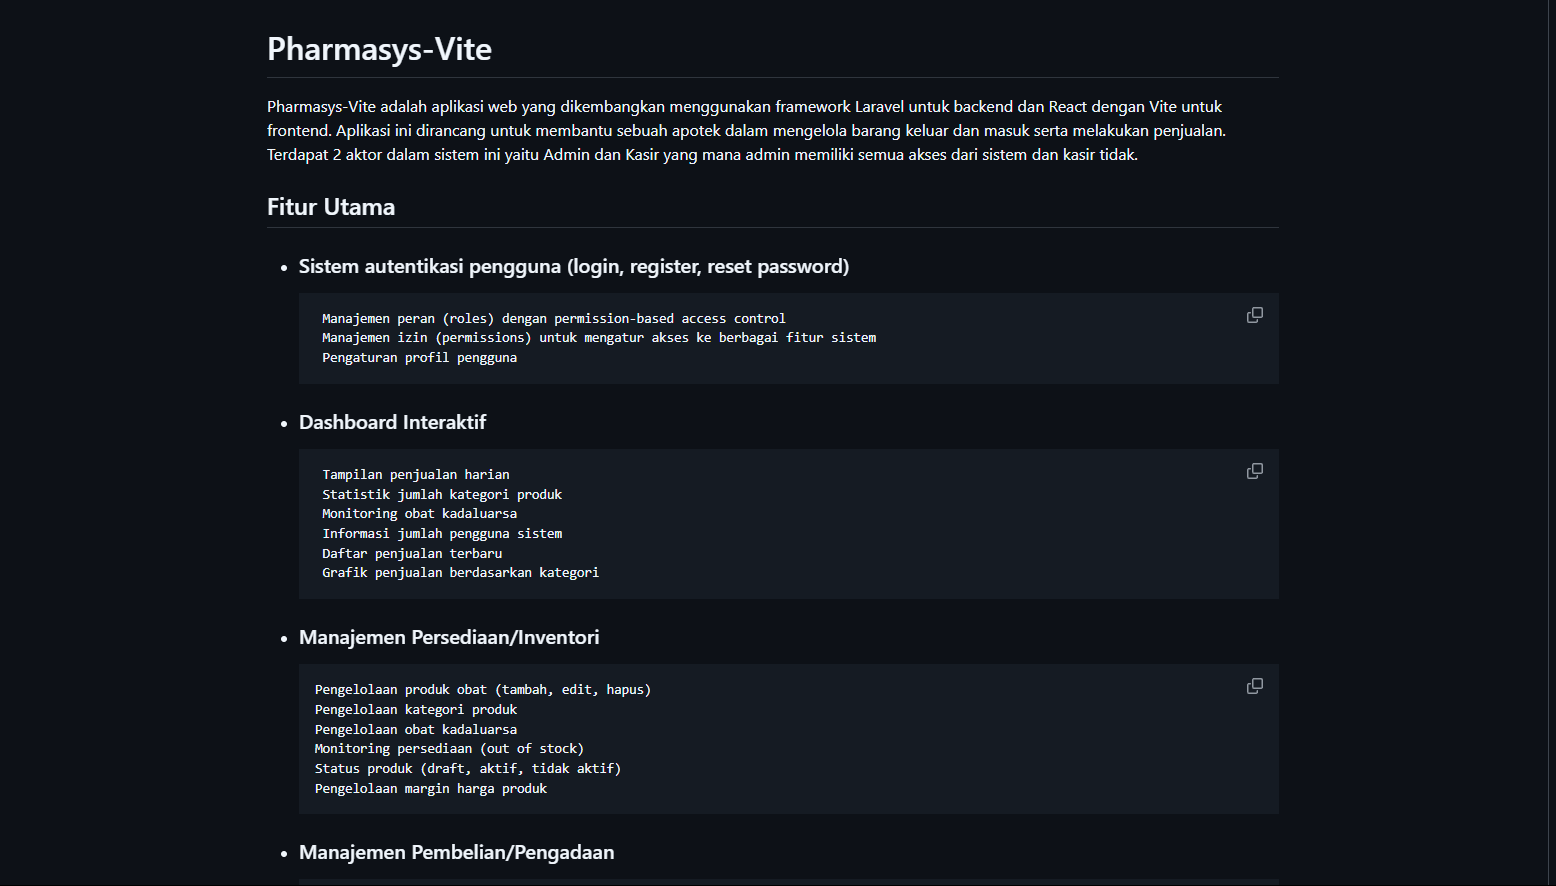 Pharmasys-Vite
Pharmasys-Vite adalah aplikasi web yang dikembangkan menggunakan framework Laravel untuk backend dan React dengan Vite untuk
frontend. Aplikasi ini dirancang untuk membantu sebuah apotek dalam mengelola barang keluar dan masuk serta melakukan penjualan.
Terdapat 2 aktor dalam sistem ini yaitu Admin dan Kasir yang mana admin memiliki semua akses dari sistem dan kasir tidak.
Fitur Utama
• Sistem autentikasi pengguna (login, register, reset password)
Manajemen peran (roles) dengan permission-based access control
Manajemen izin (permissions) untuk mengatur akses ke berbagai fitur sistem
Pengaturan profil pengguna
• Dashboard Interaktif
Tampilan penjualan harian
Statistik jumlah kategori produk
Monitoring obat kadaluarsa
Informasi jumlah pengguna sistem
Daftar penjualan terbaru
Grafik penjualan berdasarkan kategori
• Manajemen Persediaan/Inventori
Pengelolaan produk obat (tambah, edit, hapus)
Pengelolaan kategori produk
Pengelolaan obat kadaluarsa
Monitoring persediaan (out of stock)
Status produk (draft, aktif, tidak aktif)
Pengelolaan margin harga produk
• Manajemen Pembelian/Pengadaan